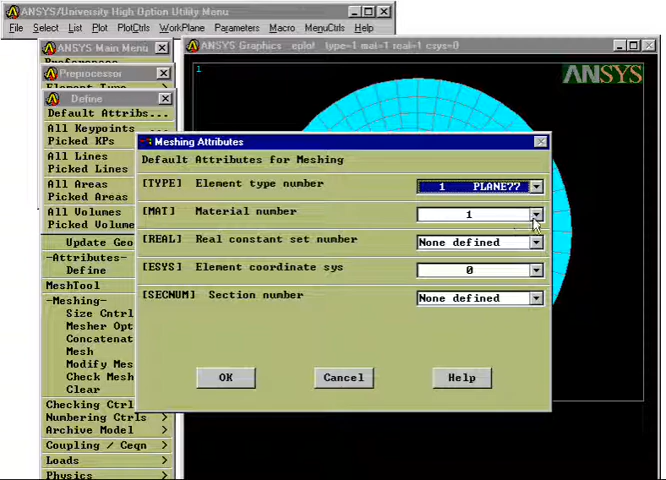 ANSYS/University High Option Utility Menu
File Select List Plot PlotCtrls WorkPlane Parameters Macro MenuCtrls Help
ANSYS Main Menu
Preferences
Preprocessor
Element Type
Define
Default Attribs...
All Keypoints ...
Picked KPs
All Lines
Picked Lines
All Areas
Picked Areas
All Volumes
Picked Volume
Update Geo
-Attributes-
Define
MeshTool
-Meshing-
Size Cntrl
Mesher Opt
Concatenat
Mesh
Modify Mes
Check Mesh
Clear
Checking Ctrl
Numbering Ctrls >
Archive Model >
Coupling / Ceqn >
Loads >
Physics >
ANSYS Graphics eplot type=1 mat=1 real=1 csys=0
1
ANSYS
Meshing Attributes
Default Attributes for Meshing
[TYPE] Element type number 1 PLANE77
[MAT] Material number 1
[REAL] Real constant set number None defined
[ESYS] Element coordinate sys 0
[SECNUM] Section number None defined
OK Cancel Help